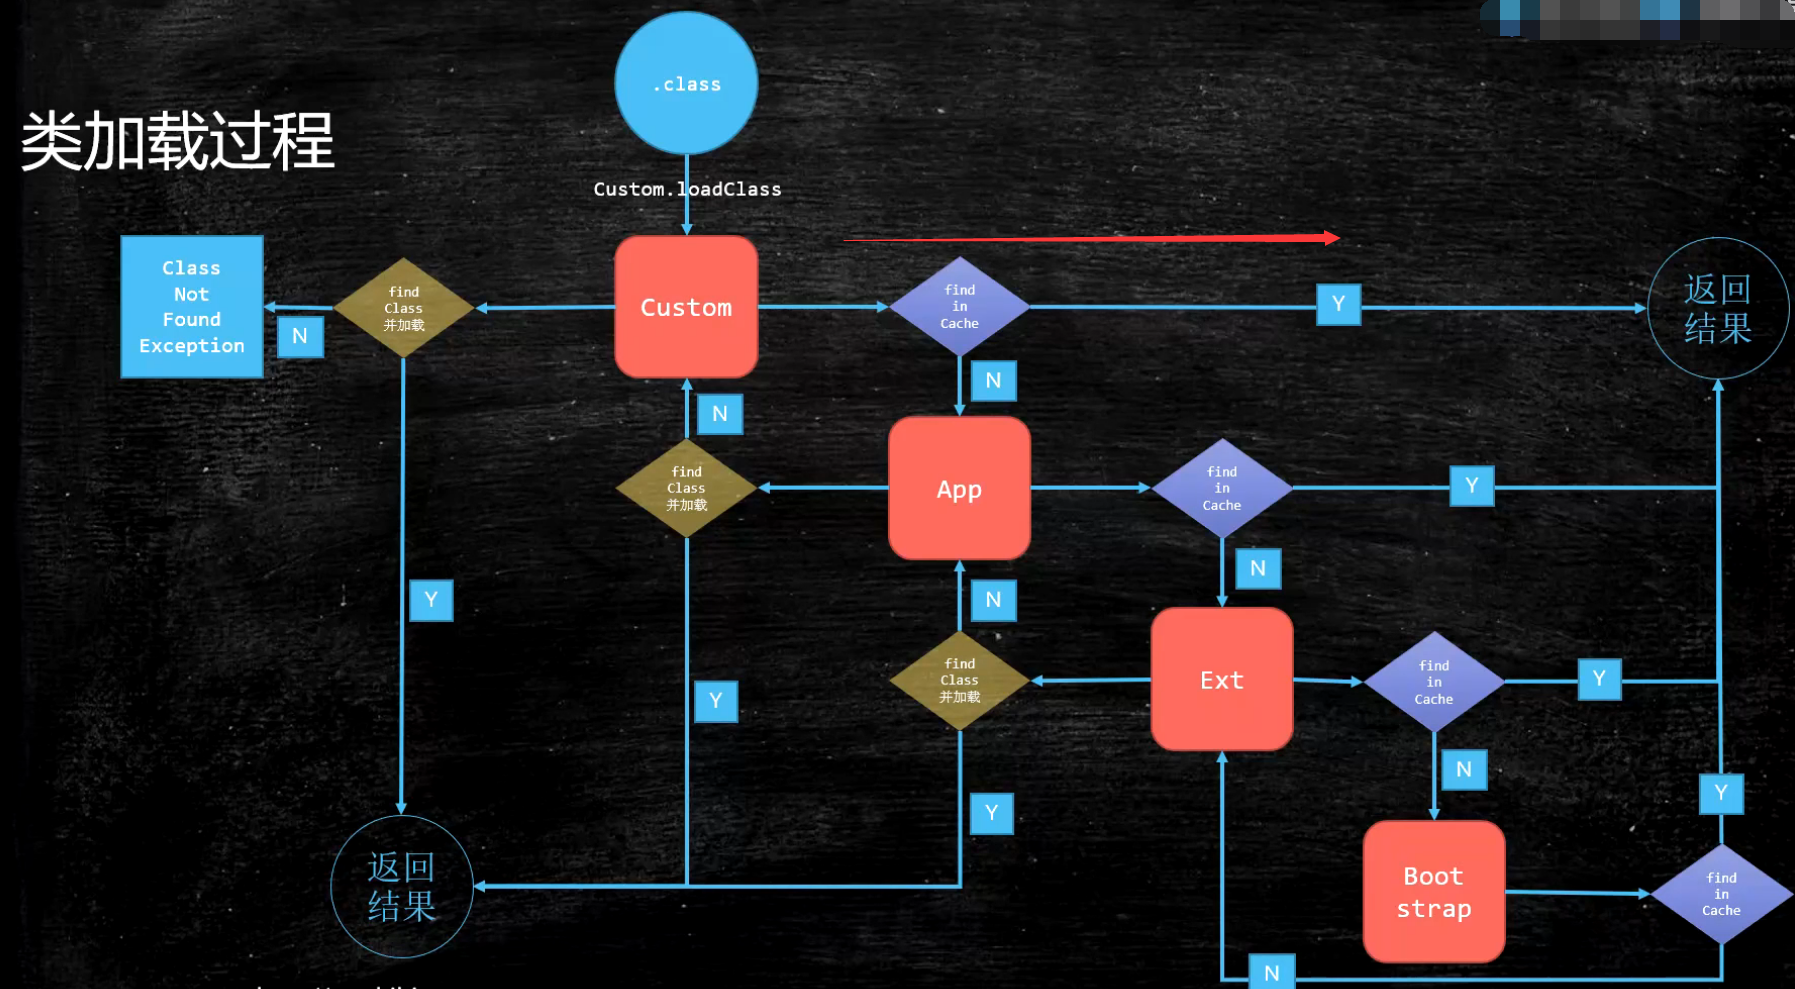 .class
类加载过程
Custom.loadClass
Class
Not
Found
Exception
N
find
Class
并加载
Custom
find
in
Cache
Y
返回
结果
N
N
find
Class
并加载
App
find
in
Cache
Y
N
N
Y
find
Class
并加载
Ext
find
in
Cache
Y
Y
N
Y
Y
Boot
strap
find
in
Cache
返回
结果
N